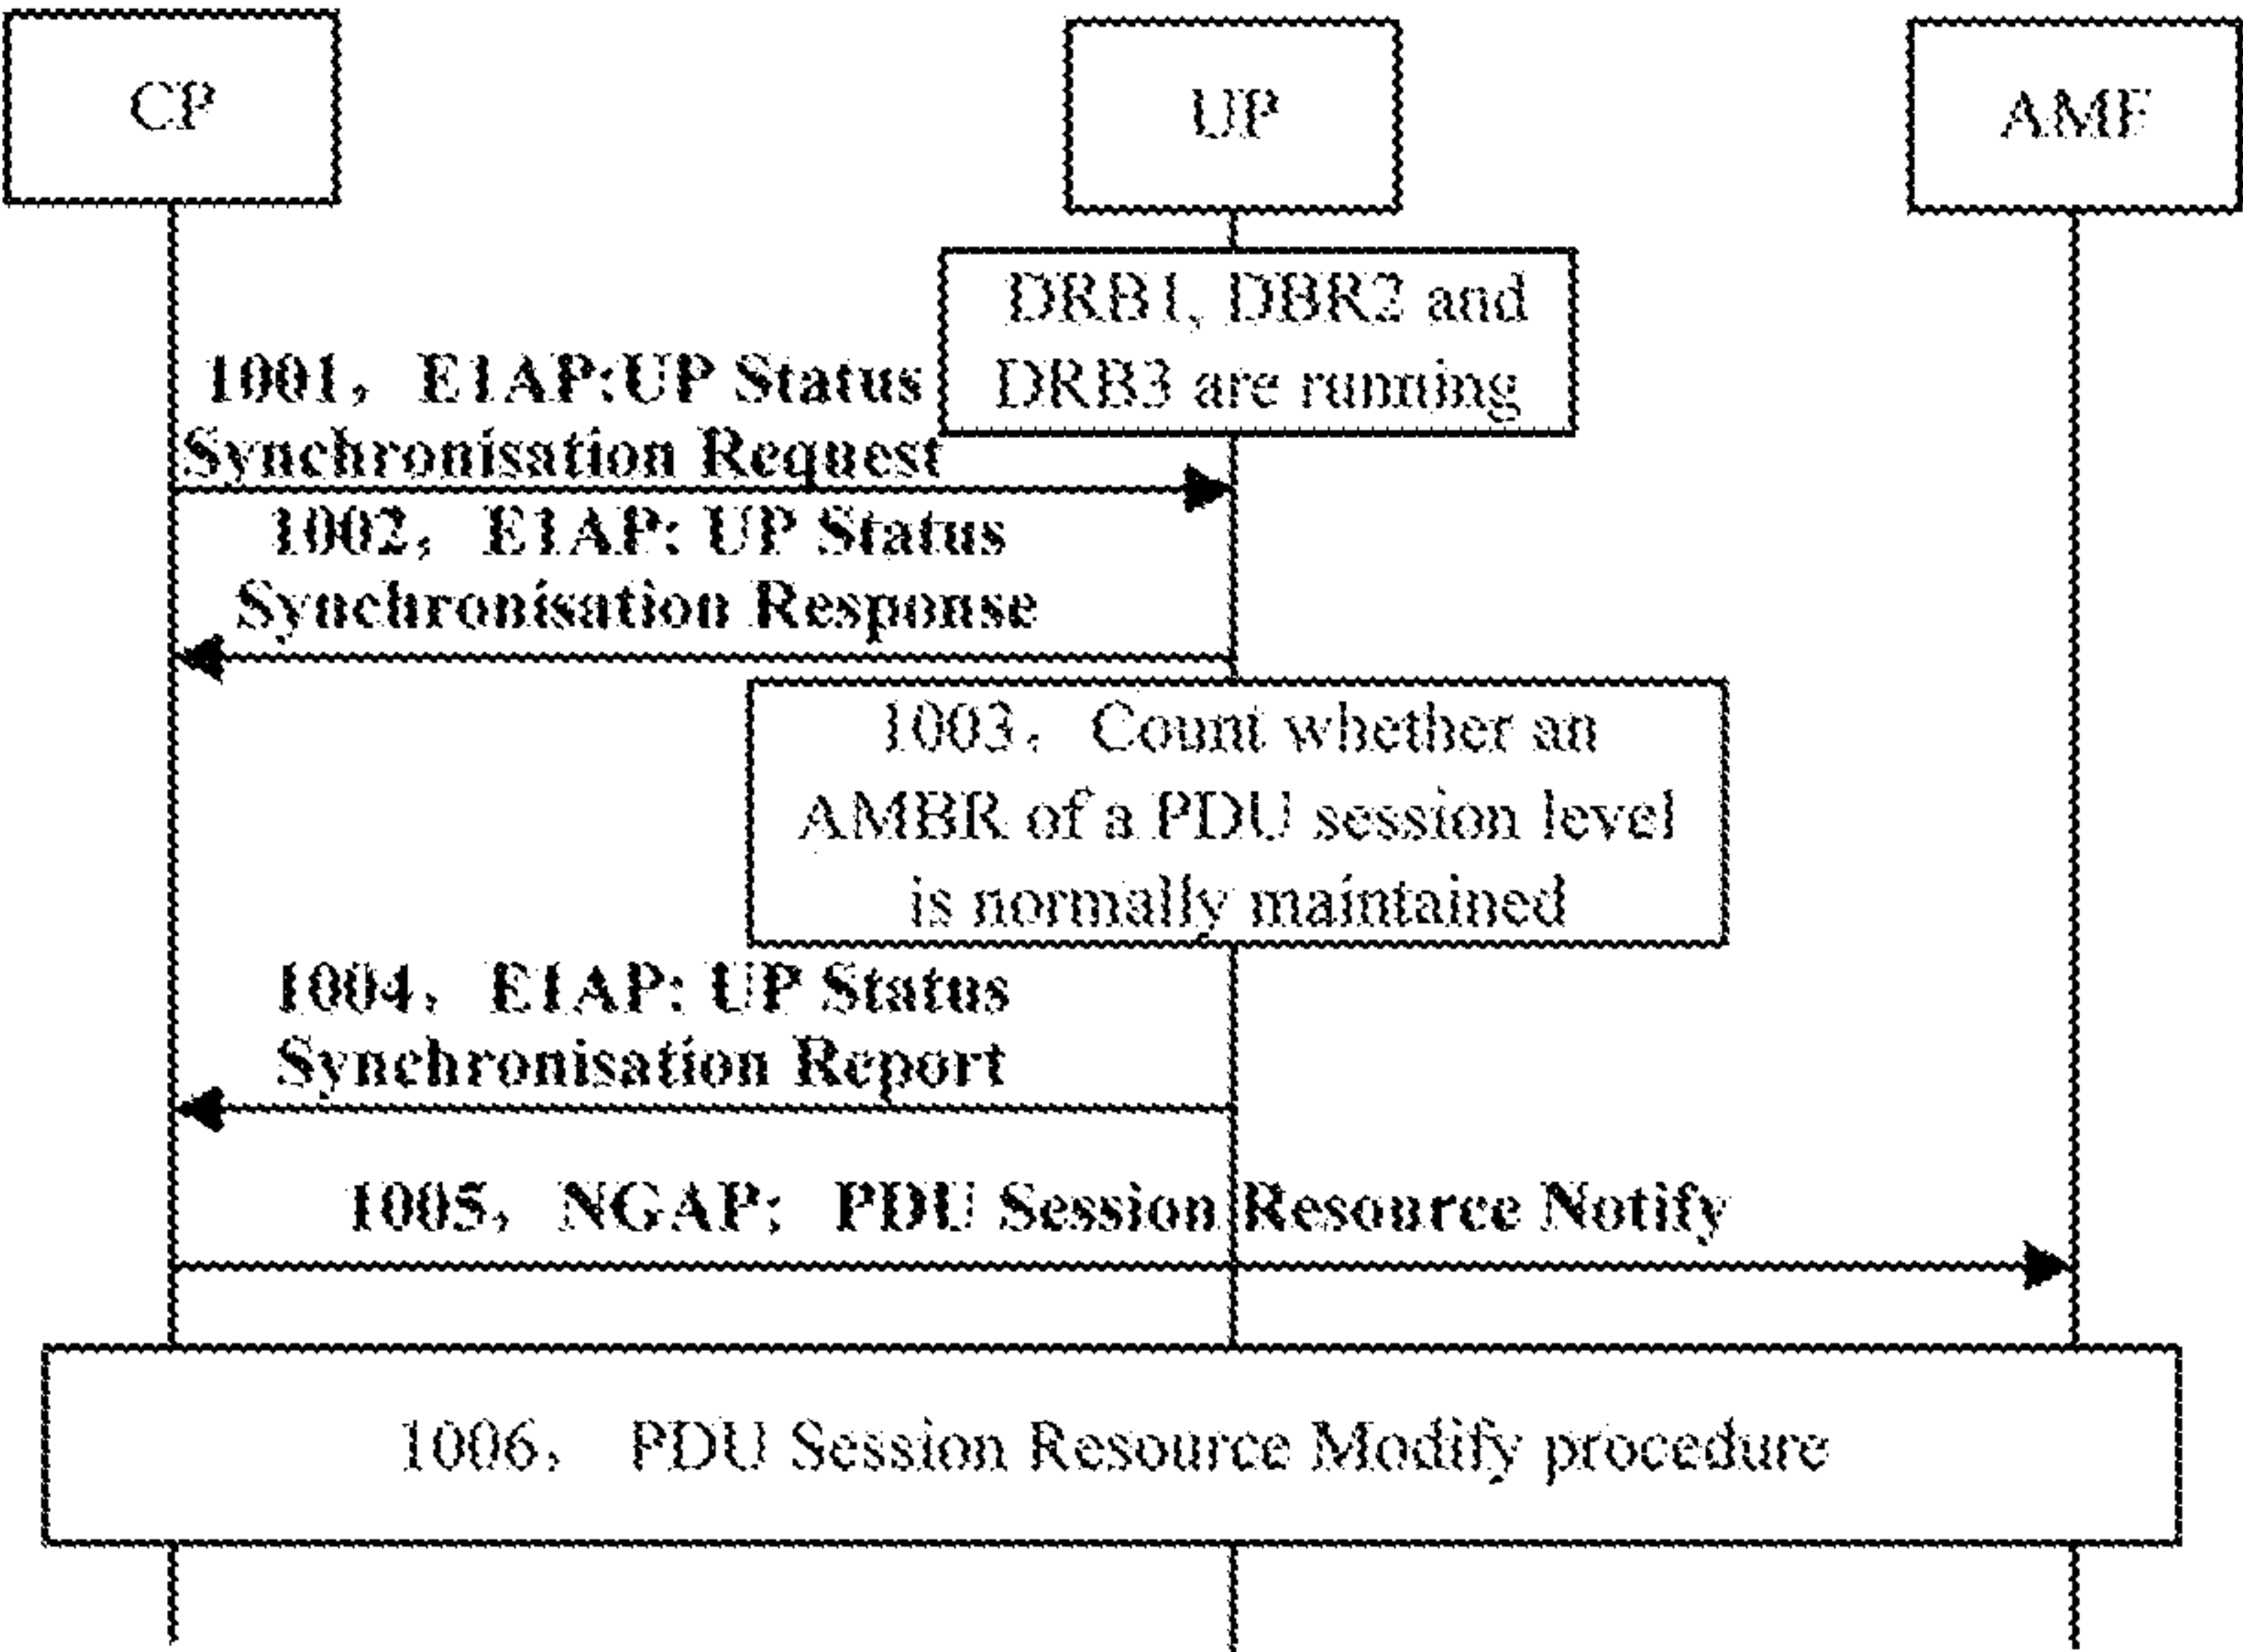 CP
UP
AMF
DRB1, DBR2 and
DRB3 are running
1001, E1AP:UP Status
Synchronisation Request
1002, E1AP: UP Status
Synchronisation Response
1003, Count whether an
AMBR of a PDU session level
is normally maintained
1004, E1AP: UP Status
Synchronisation Report
1005, NGAP: PDU Session Resource Notify
1006, PDU Session Resource Modify procedure